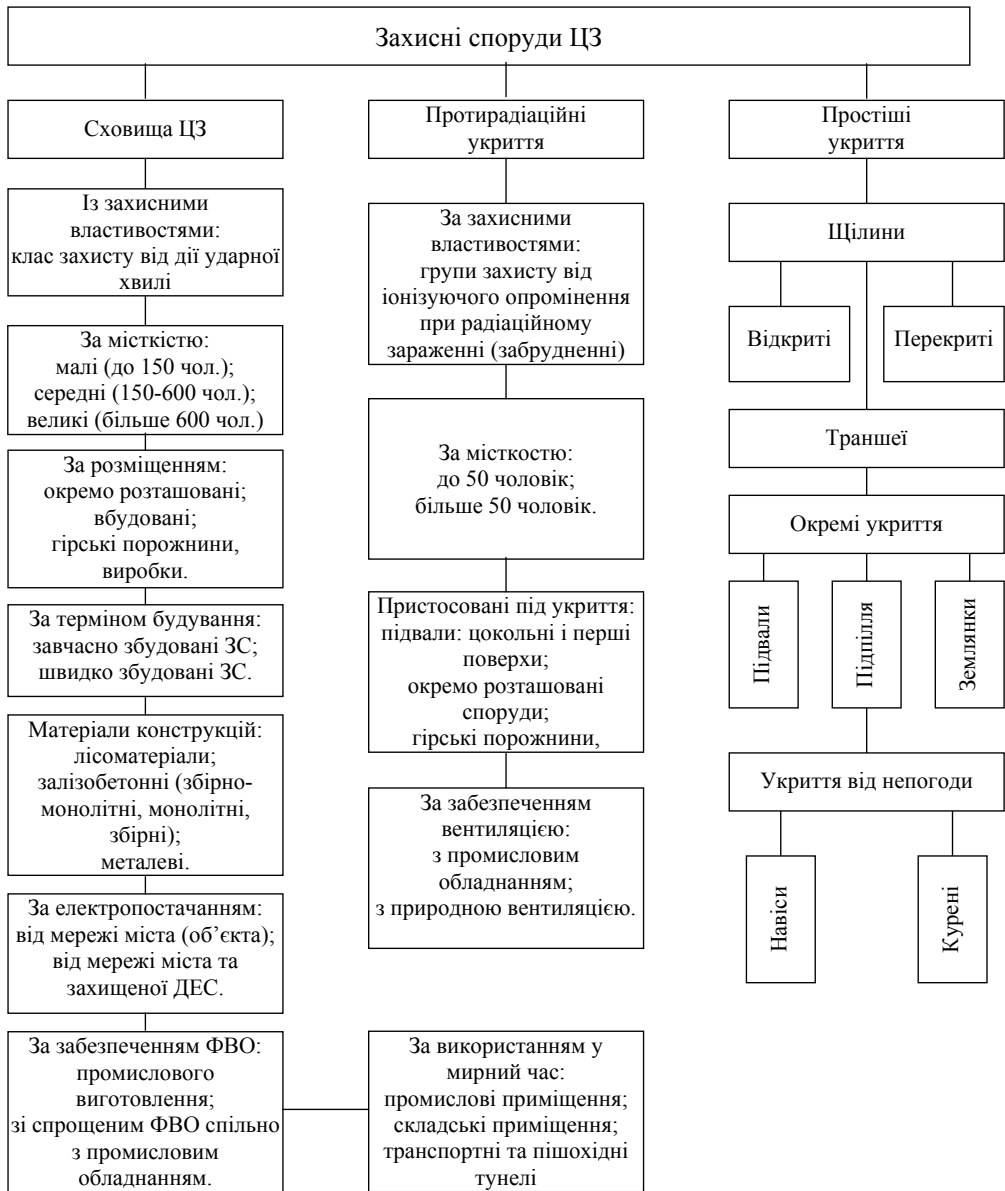 Захисні споруди ЦЗ
Сховища ЦЗ
Із захисними
властивостями:
клас захисту від дії ударної
хвилі
За місткістю:
малі (до 150 чол.);
середні (150-600 чол.);
великі (більше 600 чол.)
За розміщенням:
окремо розташовані;
вбудовані;
гірські порожнини,
виробки.
За терміном будування:
завчасно збудовані ЗС;
швидко збудовані ЗС.
Матеріали конструкцій:
лісоматеріали;
залізобетонні (збірно-
монолітні, монолітні,
збірні);
металеві.
За електропостачанням:
від мережі міста (об’єкта);
від мережі міста та
захищеної ДЕС.
За забезпеченням ФВО:
промислового
виготовлення;
зі спрощеним ФВО спільно
з промисловим
обладнанням.
За використанням у
мирний час:
промислові приміщення;
складські приміщення;
транспортні та пішохідні
тунелі
Протирадіаційні
укриття
За захисними
властивостями:
групи захисту від
іонізуючого опромінення
при радіаційному
зараженні (забрудненні)
За місткостю:
до 50 чоловік;
більше 50 чоловік.
Пристосовані під укриття:
підвали: цокольні і перші
поверхи;
окремо розташовані
споруди;
гірські порожнини,
За забезпеченням
вентиляцією:
з промисловим
обладнанням;
з природною вентиляцією.
Простіші
укриття
Щілини
Відкриті
Перекриті
Траншеї
Окремі укриття
Підвали
Підпілля
Землянки
Укриття від непогоди
Навіси
Курені